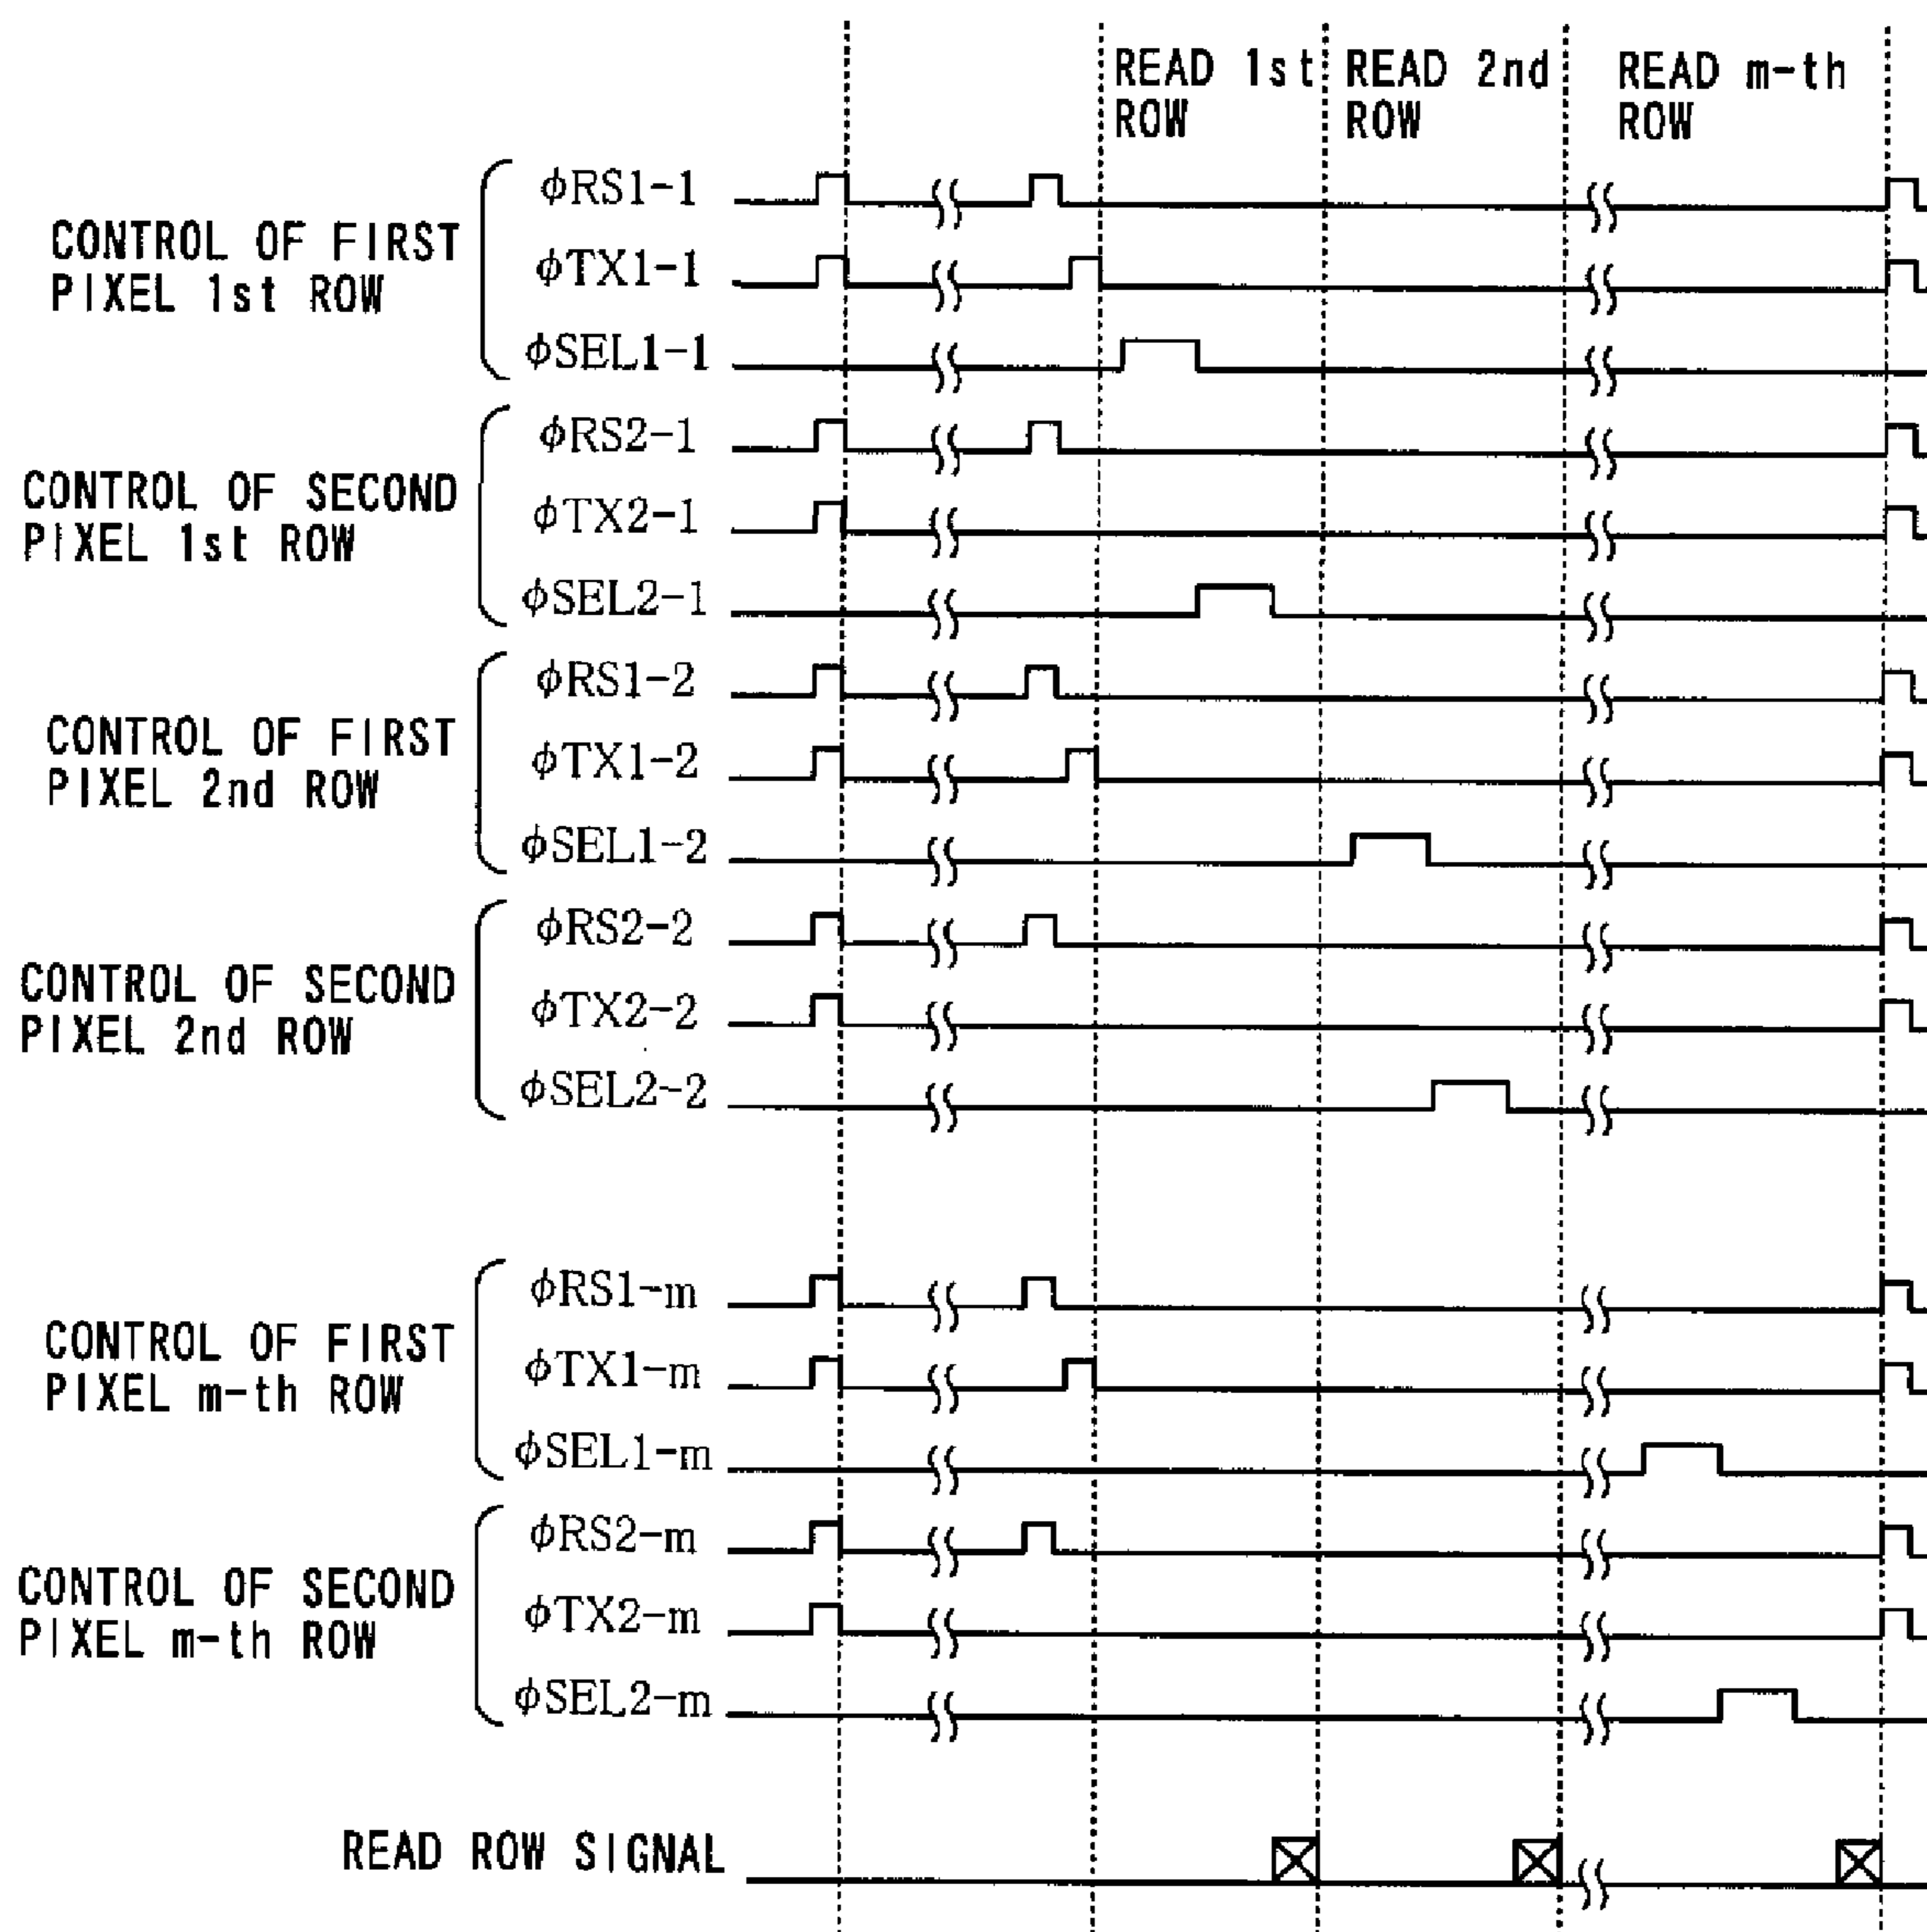 READ 1st ROW
READ 2nd ROW
READ m-th ROW
CONTROL OF FIRST
PIXEL 1st ROW
φRS1-1
φTX1-1
φSEL1-1
CONTROL OF SECOND
PIXEL 1st ROW
φRS2-1
φTX2-1
φSEL2-1
CONTROL OF FIRST
PIXEL 2nd ROW
φRS1-2
φTX1-2
φSEL1-2
CONTROL OF SECOND
PIXEL 2nd ROW
φRS2-2
φTX2-2
φSEL2-2
CONTROL OF FIRST
PIXEL m-th ROW
φRS1-m
φTX1-m
φSEL1-m
CONTROL OF SECOND
PIXEL m-th ROW
φRS2-m
φTX2-m
φSEL2-m
READ ROW SIGNAL